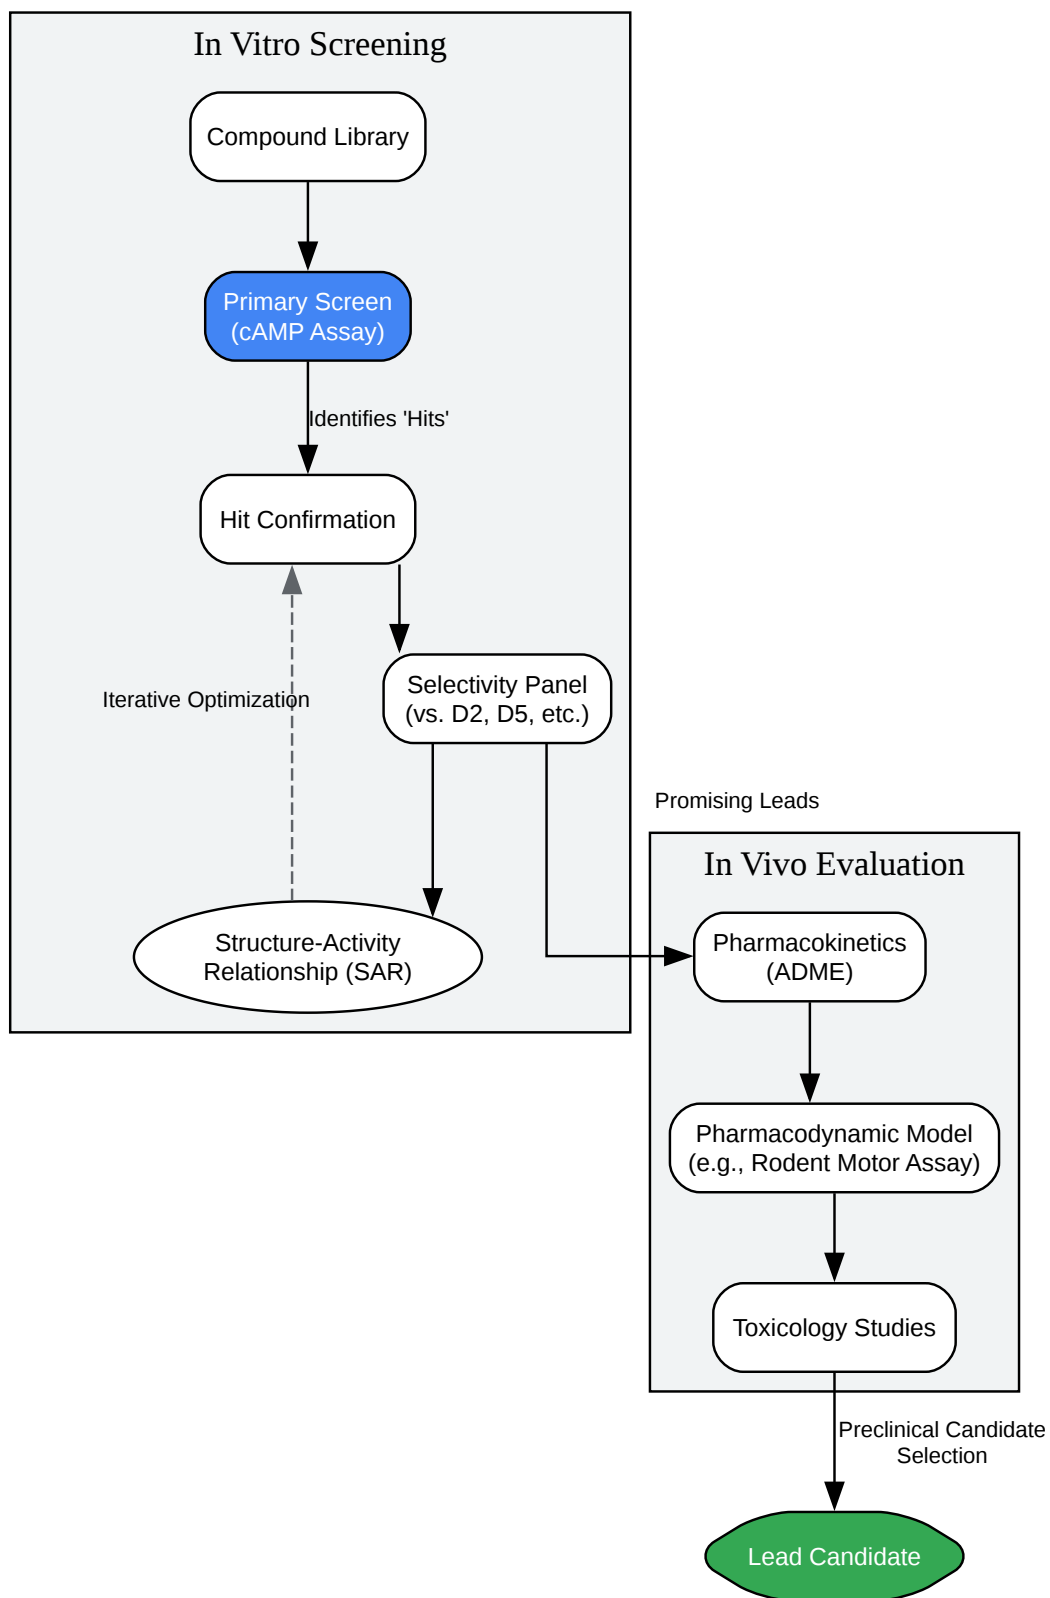 In Vitro Screening
Compound Library
Primary Screen
(cAMP Assay)
Identifies 'Hits'
Hit Confirmation
Selectivity Panel
(vs. D2, D5, etc.)
Iterative Optimization
Structure-Activity
Relationship (SAR)
Promising Leads
In Vivo Evaluation
Pharmacokinetics
(ADME)
Pharmacodynamic Model
(e.g., Rodent Motor Assay)
Toxicology Studies
Preclinical Candidate
Selection
Lead Candidate